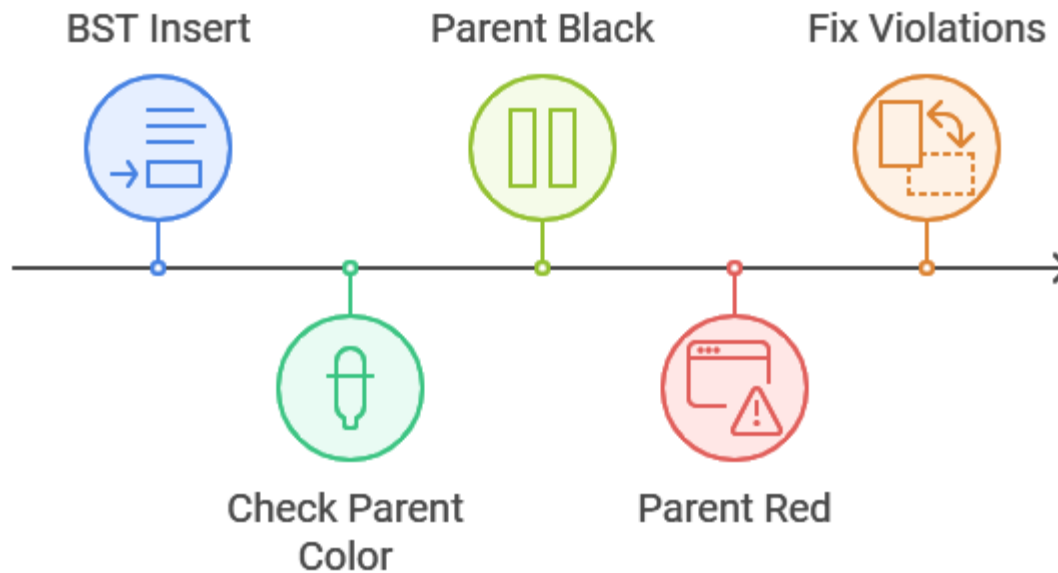 BST Insert
Parent Black
Fix Violations
Check Parent
Color
Parent Red